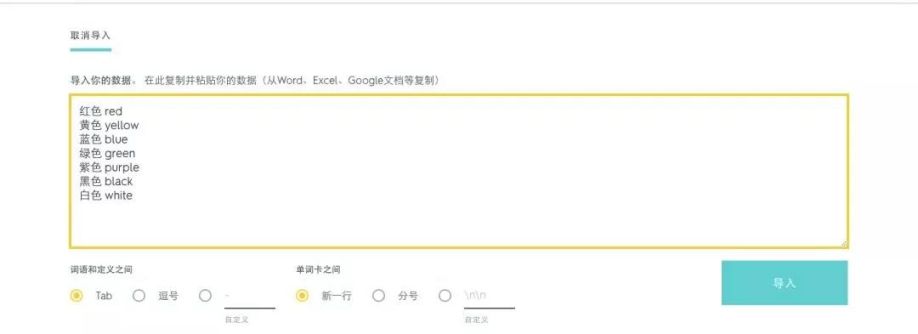 取消导入
导入你的数据。 在此复制并粘贴你的数据（从Word、Excel、Google文档等复制）
红色 red
黄色 yellow
蓝色 blue
绿色 green
紫色 purple
黑色 black
白色 white
词语和定义之间 单词卡之间
Tab 逗号 - 新一行 分号 \n\n 导入
自定义 自定义